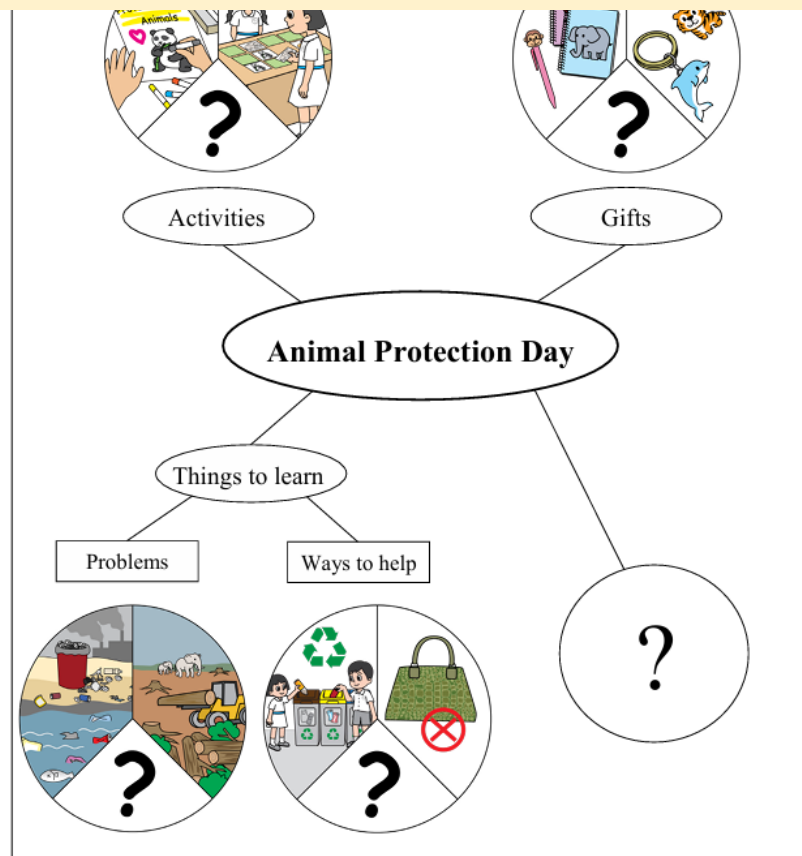 Animals
?
?
Activities
Gifts
Animal Protection Day
Things to learn
Problems
Ways to help
?
?
?